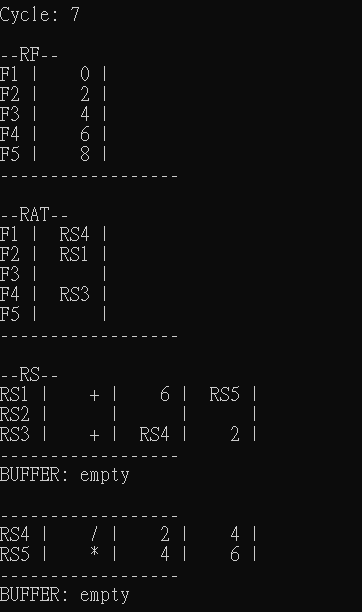 Cycle: 7
--RF--
F1 |     0 |
F2 |     2 |
F3 |     4 |
F4 |     6 |
F5 |     8 |
------------------
--RAT--
F1 |   RS4 |
F2 |   RS1 |
F3 |       |
F4 |   RS3 |
F5 |       |
------------------
--RS--
RS1 |     + |     6 |   RS5 |
RS2 |       |       |       |
RS3 |     + |   RS4 |     2 |
------------------
BUFFER: empty
------------------
RS4 |     / |     2 |     4 |
RS5 |     * |     4 |     6 |
------------------
BUFFER: empty